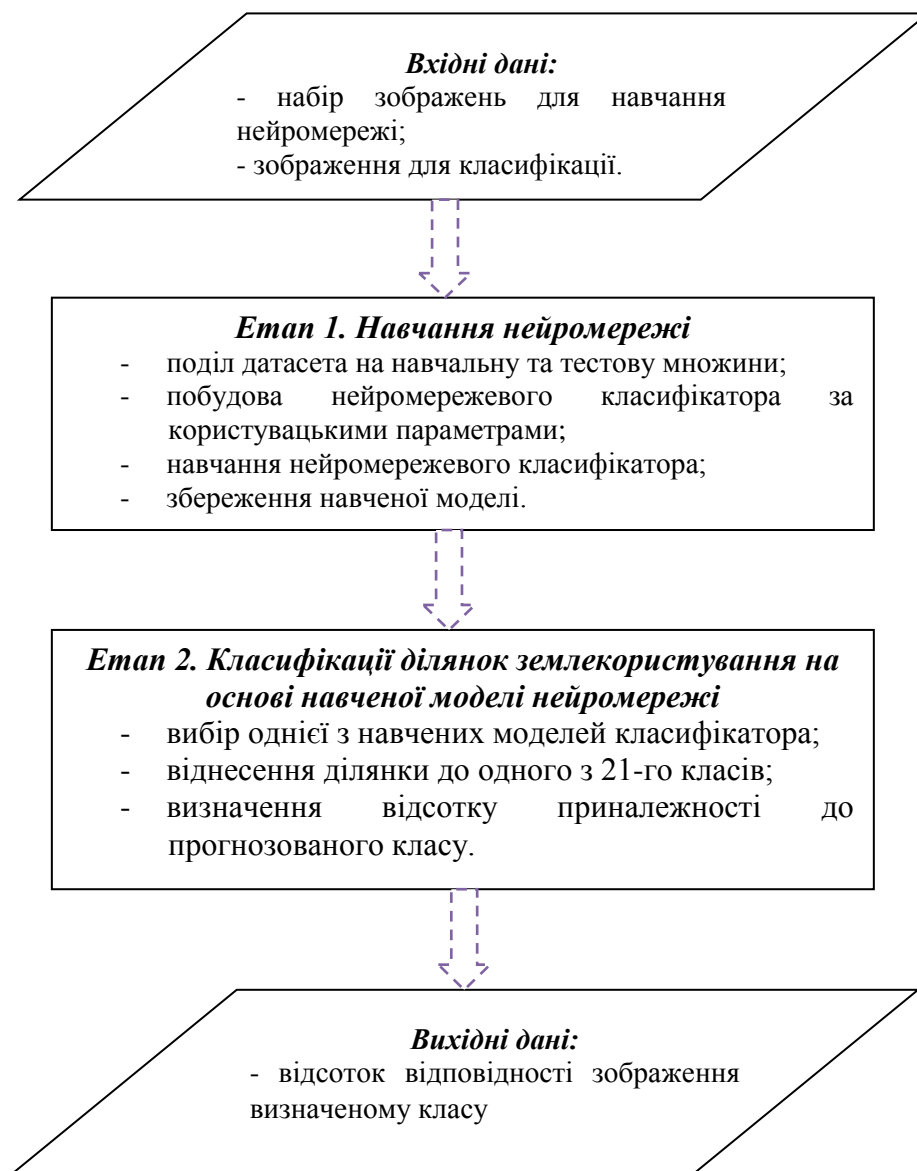 Вхідні дані:
- набір зображень для навчання
нейромережі;
- зображення для класифікації.
Етап 1. Навчання нейромережі
- поділ датасета на навчальну та тестову множини;
- побудова нейромережевого класифікатора за
користувацькими параметрами;
- навчання нейромережевого класифікатора;
- збереження навченої моделі.
Етап 2. Класифікації ділянок землекористування на
основі навченої моделі нейромережі
- вибір однієї з навчених моделей класифікатора;
- віднесення ділянки до одного з 21-го класів;
- визначення відсотку приналежності до
прогнозованого класу.
Вихідні дані:
- відсоток відповідності зображення
визначеному класу